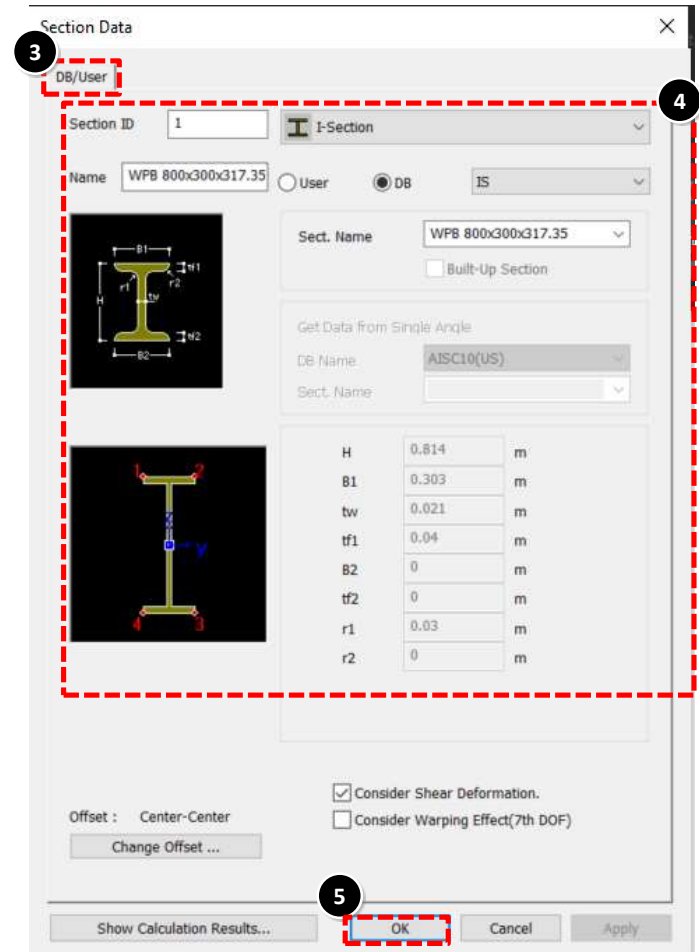 Section Data
3
DB/User
4
Section ID 1 I-Section
Name WPB 800x300x317.35 User DB IS
B1
tf1
r1 r2
H
tw
tf2
B2
Sect. Name WPB 800x300x317.35
Built-Up Section
Get Data from Single Angle
DB Name AISC10(US)
Sect. Name
1 2
z
y
4 3
H 0.814 m
B1 0.303 m
tw 0.021 m
tf1 0.04 m
B2 0 m
tf2 0 m
r1 0.03 m
r2 0 m
Consider Shear Deformation.
Offset : Center-Center
Consider Warping Effect(7th DOF)
Change Offset ...
5
Show Calculation Results... OK Cancel Apply